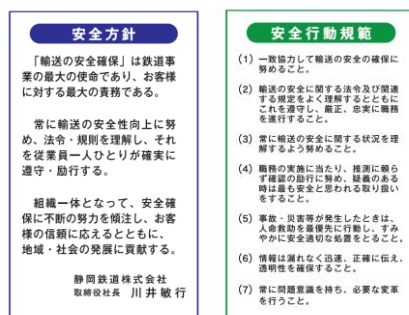 安全方針
「輸送の安全確保」は鉄道事
業の最大の使命であり、お客様
に対する最大の責務である。
常に輸送の安全性向上に努
め、法令・規則を理解し、それ
を従業員一人ひとりが確実に
遵守・励行する。
組織一体となって、安全確
保に不断の努力を傾注し、お客
様の信頼に応えるとともに、
地域・社会の発展に貢献する。
静岡鉄道株式会社
取締役社長 川井敏行
安全行動規範
(1) 一致協力して輸送の安全の確保に
努めること。
(2) 輸送の安全に関する法令及び関連
する規定をよく理解するとともに
これを遵守し、厳正、忠実に職務
を遂行すること。
(3) 常に輸送の安全に関する状況を理
解するよう努めること。
(4) 職務の実施に当たり、推測に頼ら
ず確認の励行に努め、疑義のある
時は最も安全と思われる取り扱い
をすること。
(5) 事故・災害等が発生したときは、
人命救助を最優先に行動し、すみ
やかに安全適切な処置をとること。
(6) 情報は漏れなく迅速、正確に伝え、
透明性を確保すること。
(7) 常に問題意識を持ち、必要な変革
を行うこと。